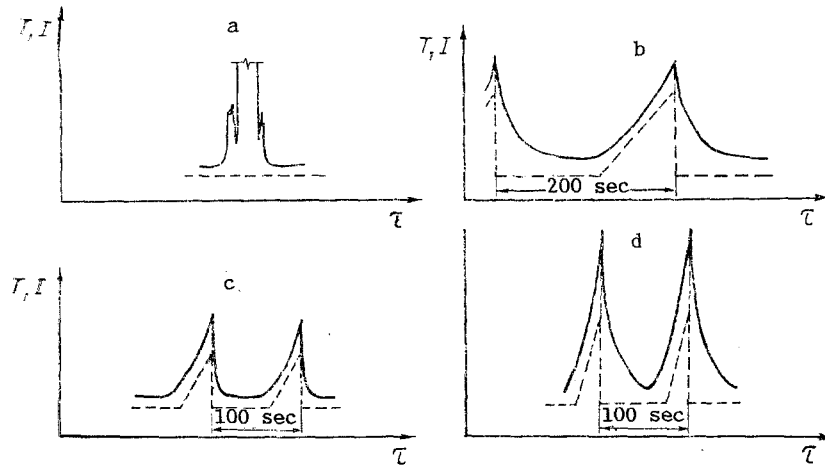 T, I
a
τ
T, I
b
200 sec
τ
T, I
c
100 sec
τ
d
100 sec
τ